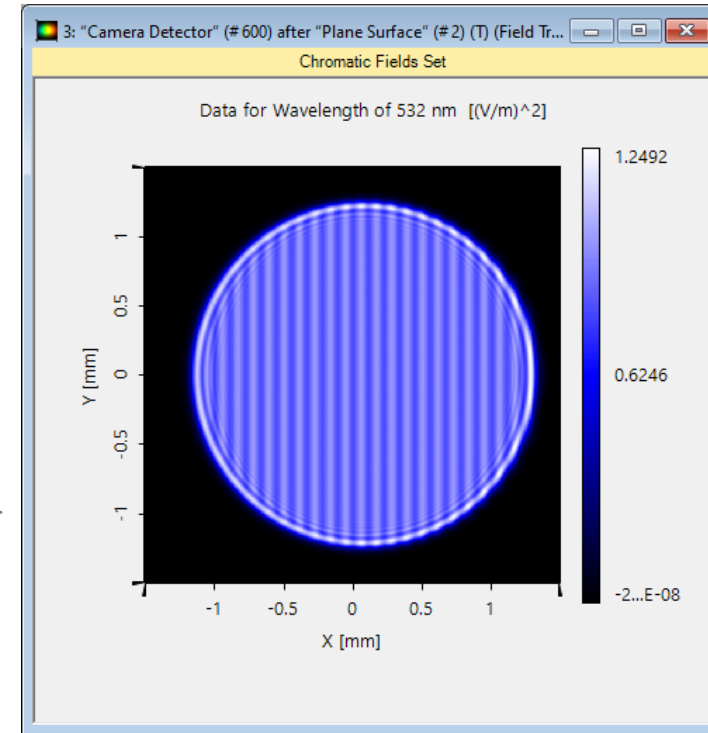 3: "Camera Detector" (#600) after "Plane Surface" (#2) (T) (Field Tr...
Chromatic Fields Set
Data for Wavelength of 532 nm  [(V/m)^2]
1.2492
0.6246
-2...E-08
Y [mm]
1
0.5
0
-0.5
-1
-1
-0.5
0
0.5
1
X [mm]